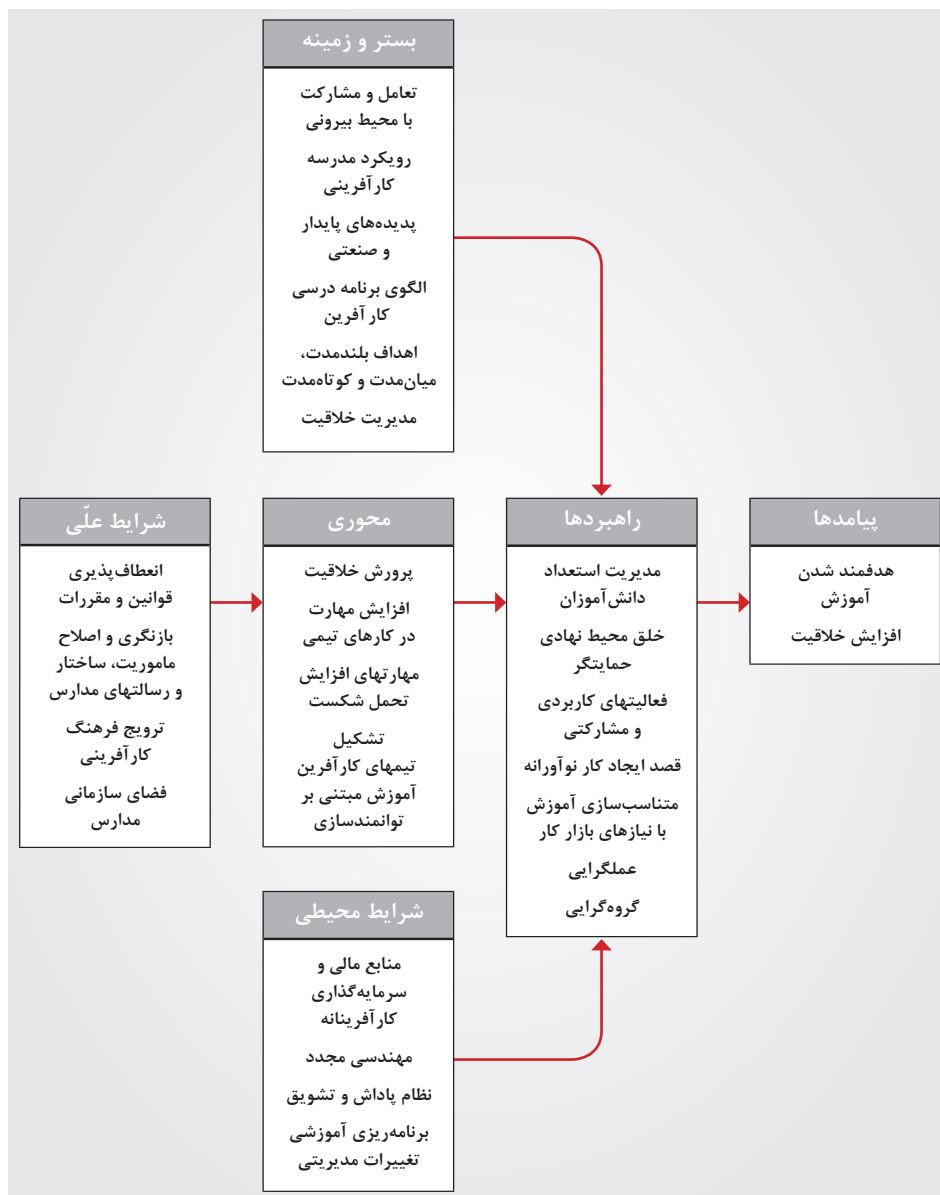 بستر و زمینه
تعامل و مشارکت
با محیط بیرونی
رویکرد مدرسه
کارآفرینی
پدیده‌های پایدار
و صنعتی
الگوی برنامه درسی
کارآفرین
اهداف بلندمدت،
میان‌مدت و کوتاه‌مدت
مدیریت خلاقیت
شرایط علّی
انعطاف‌پذیری
قوانین و مقررات
بازنگری و اصلاح
ماموریت، ساختار
و رسالتهای مدارس
ترویج فرهنگ
کارآفرینی
فضای سازمانی
مدارس
محوری
پرورش خلاقیت
افزایش مهارت
در کارهای تیمی
مهارتهای افزایش
تحمل شکست
تشکیل
تیمهای کارآفرین
آموزش مبتنی بر
توانمندسازی
راهبردها
مدیریت استعداد
دانش‌آموزان
خلق محیط نهادی
حمایتگر
فعالیتهای کاربردی
و مشارکتی
قصد ایجاد کار نوآورانه
متناسب‌سازی آموزش
با نیازهای بازار کار
عملگرایی
گروه‌گرایی
پیامدها
هدفمند شدن
آموزش
افزایش خلاقیت
شرایط محیطی
منابع مالی و
سرمایه‌گذاری
کارآفرینانه
مهندسی مجدد
نظام پاداش و تشویق
برنامه‌ریزی آموزشی
تغییرات مدیریتی